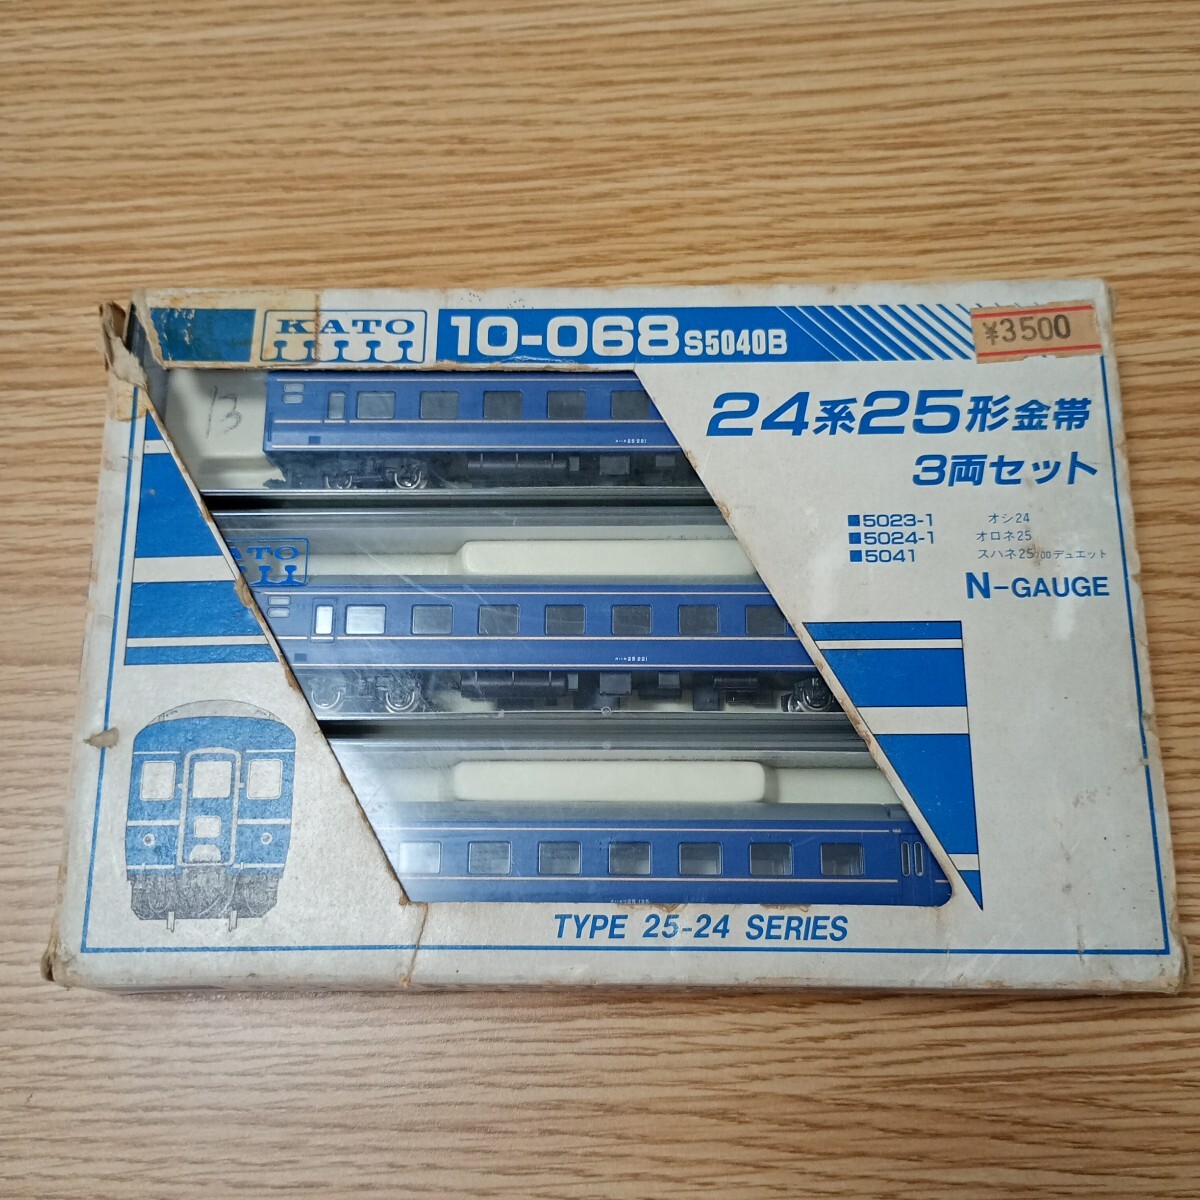 KATO 10-068 S5040B
¥3500
24系25形金帯
3両セット
■5023-1 オシ24
■5024-1 オロネ25
■5041 スハネ25 700デュエット
N-GAUGE
13
25 221
TYPE 25-24 SERIES